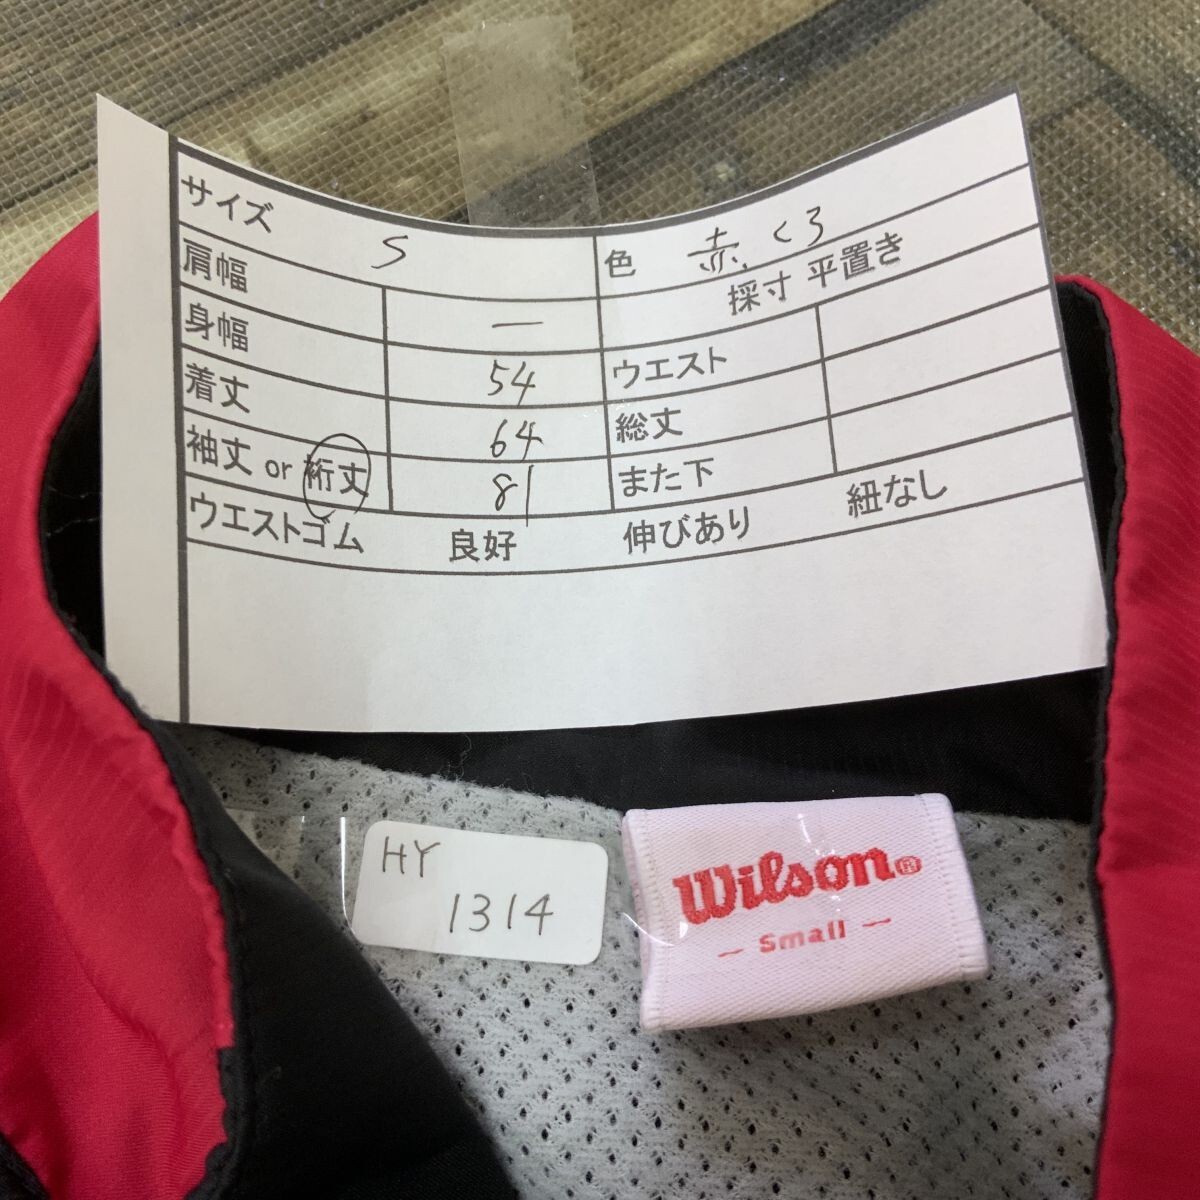 サイズ S 色 赤 くろ
肩幅 ー 採寸 平置き
身幅 54 ウエスト
着丈 64 総丈
袖丈 or 裄丈 81 また下
ウエストゴム 良好 伸びあり 紐なし
HY
1314
Wilson®
— Small —